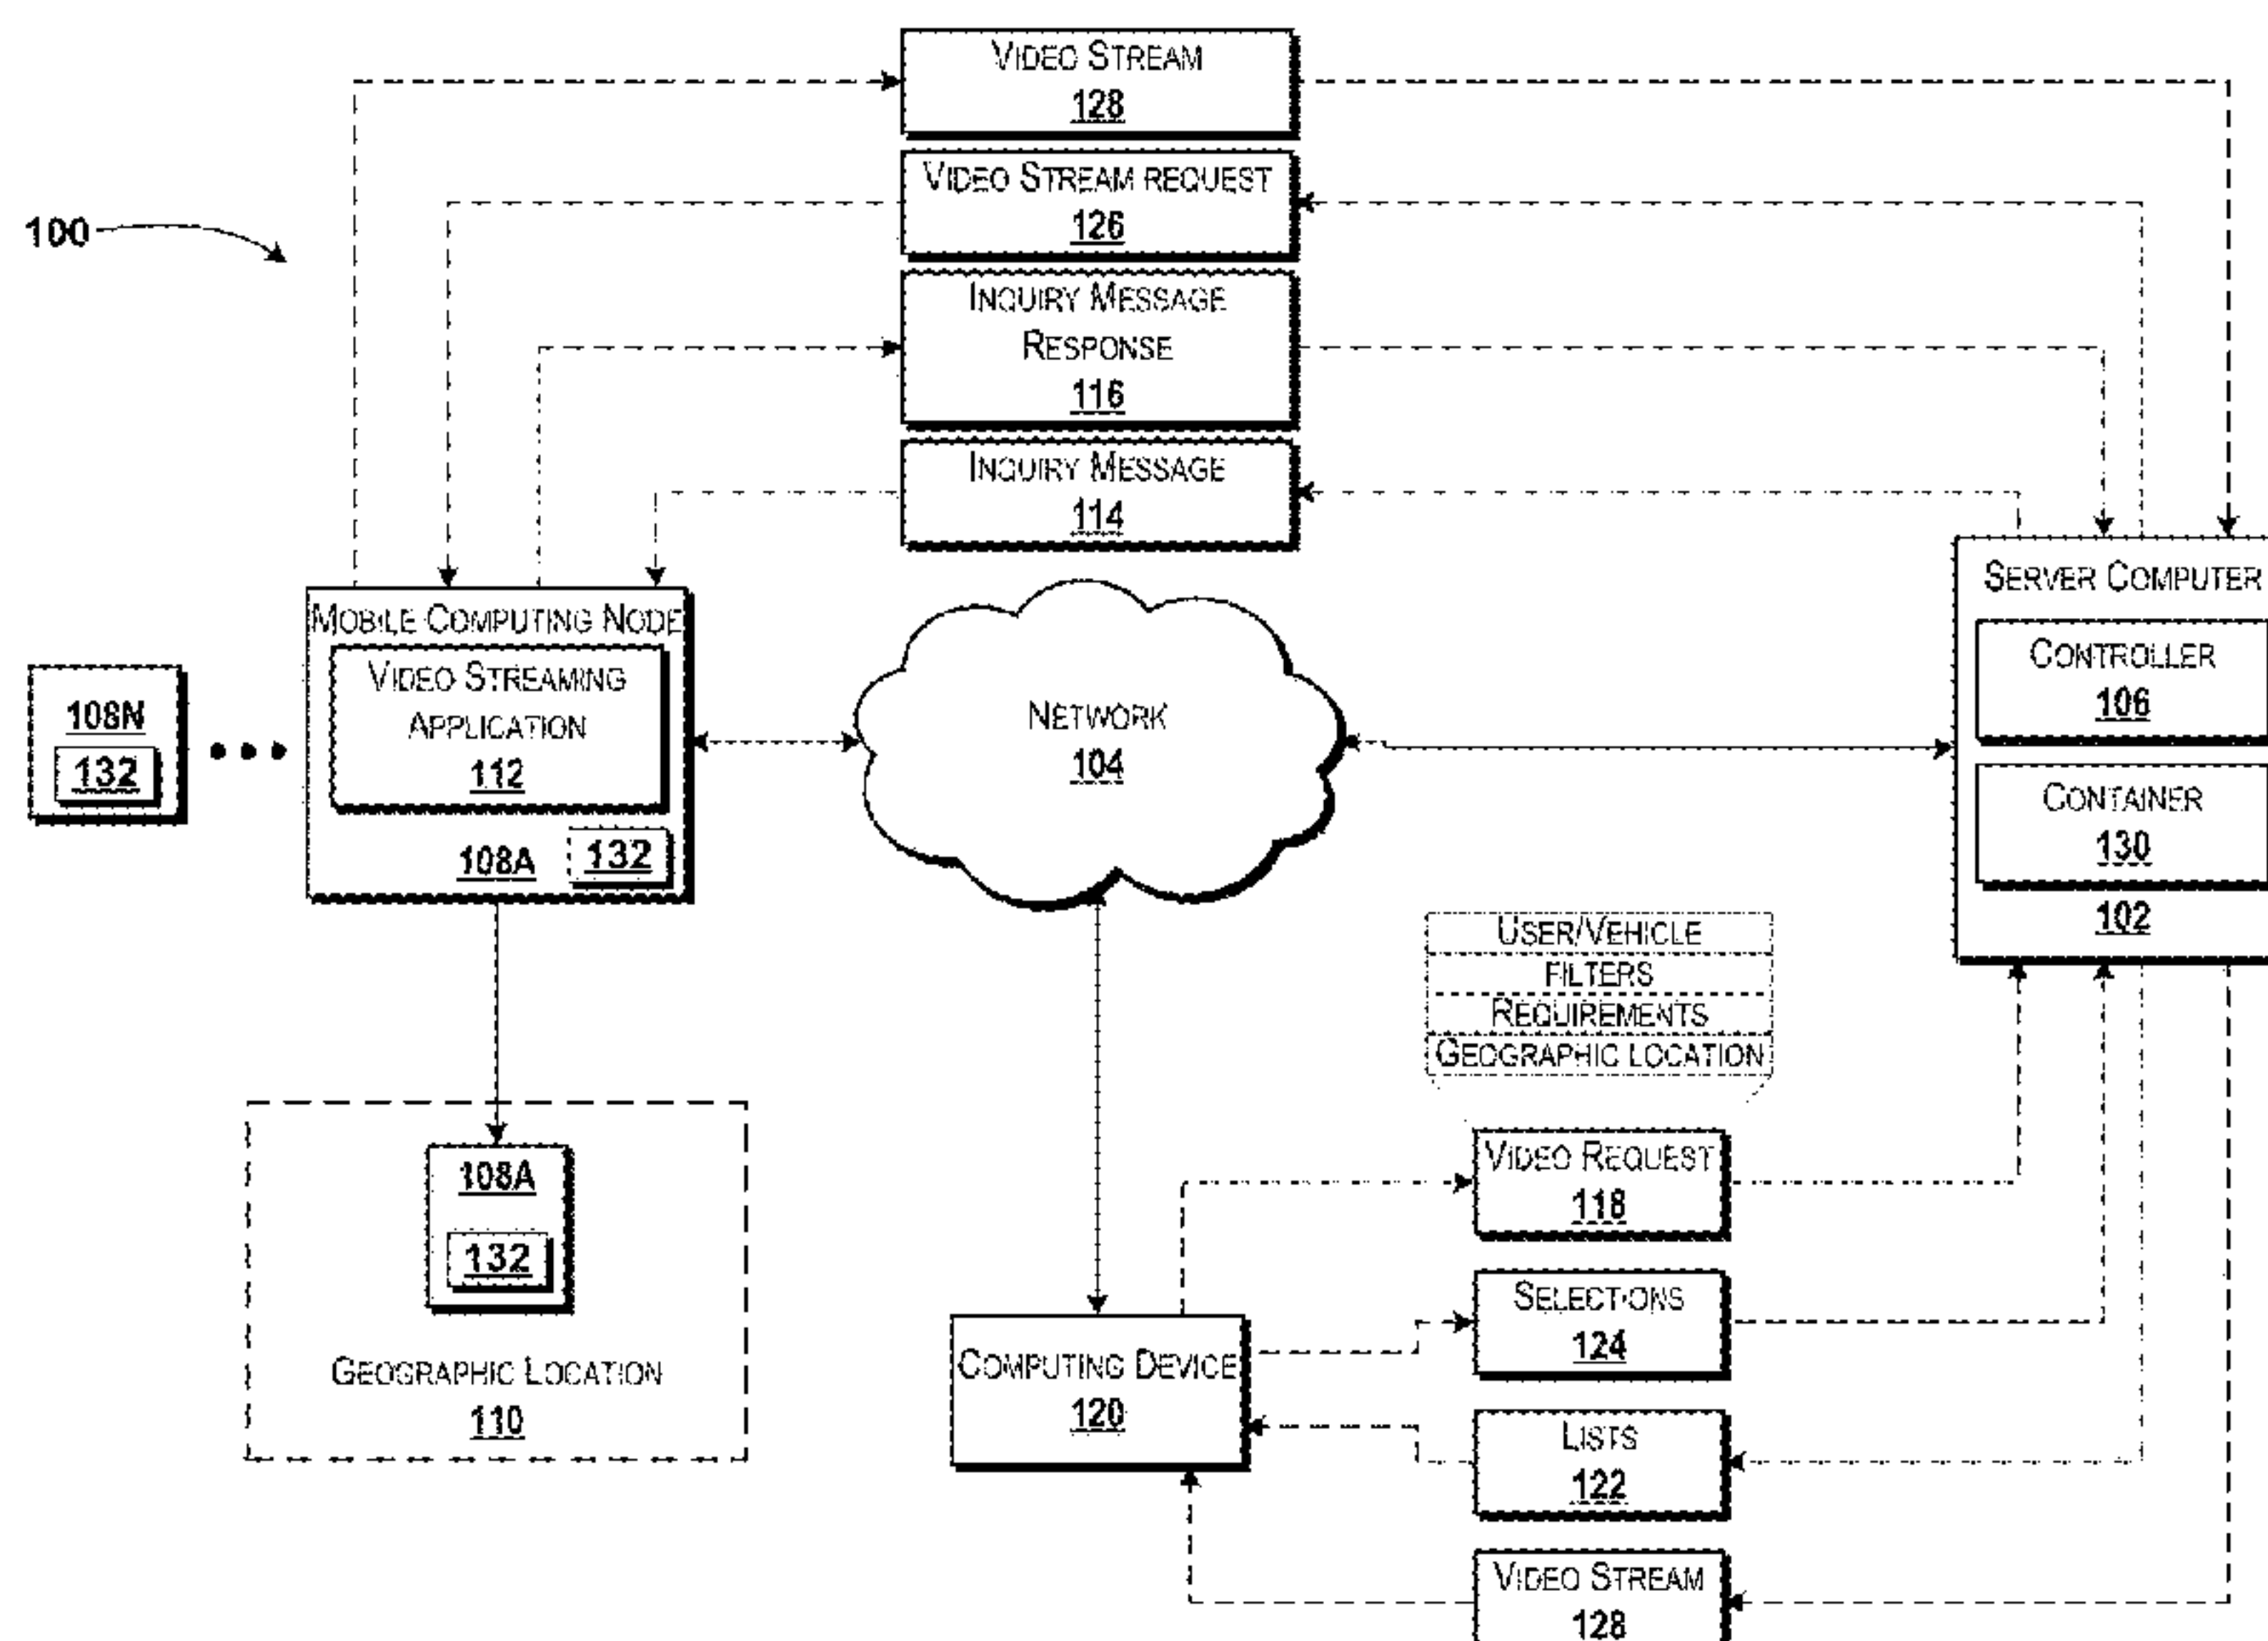 VIDEO STREAM
128
VIDEO STREAM REQUEST
126
100
INQUIRY MESSAGE
RESPONSE
116
INQUIRY MESSAGE
114
MOBILE COMPUTING NODE
VIDEO STREAMING
APPLICATION
112
108A
132
108N
132
NETWORK
104
SERVER COMPUTER
CONTROLLER
106
CONTAINER
130
102
USER/VEHICLE
FILTERS
REQUIREMENTS
GEOGRAPHIC LOCATION
108A
132
GEOGRAPHIC LOCATION
110
VIDEO REQUEST
118
COMPUTING DEVICE
120
SELECTIONS
124
LISTS
122
VIDEO STREAM
128